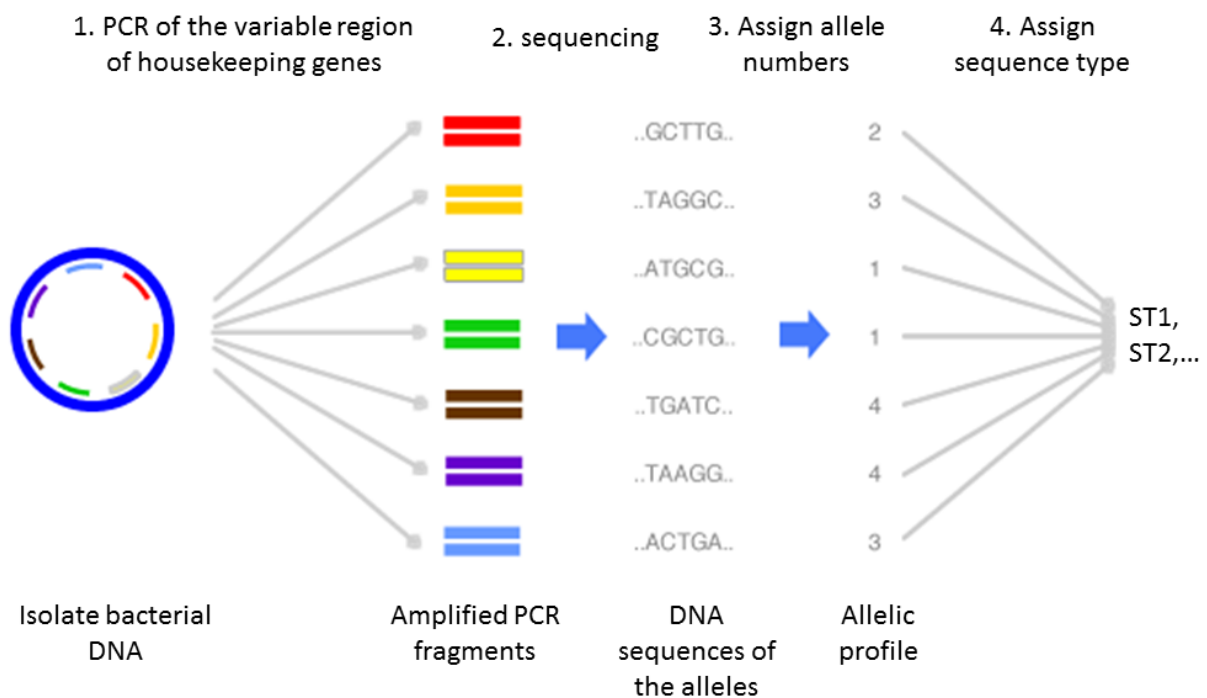 1. PCR of the variable region
of housekeeping genes
2. sequencing
3. Assign allele
numbers
4. Assign
sequence type
..GCTTG..
2
..TAGGC..
3
..ATGCG..
1
..CGCTG..
1
ST1,
ST2,...
..TGATC..
4
..TAAGG..
4
..ACTGA..
3
Isolate bacterial
DNA
Amplified PCR
fragments
DNA
sequences of
the alleles
Allelic
profile